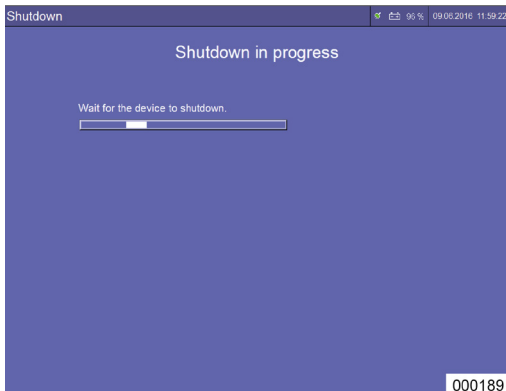 Shutdown 96 % 09.06.2016 11:59:22
Shutdown in progress
Wait for the device to shutdown.
000189